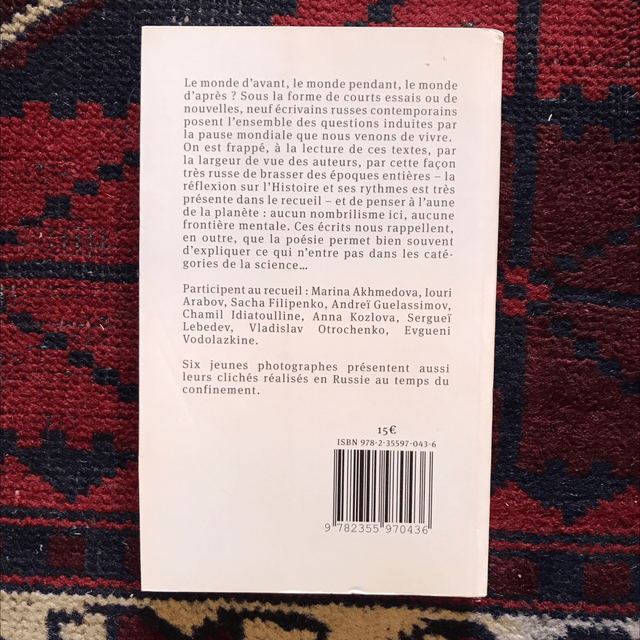 Le monde d'avant, le monde pendant, le monde
d'après ? Sous la forme de courts essais ou de
nouvelles, neuf écrivains russes contemporains
posent l'ensemble des questions induites par
la pause mondiale que nous venons de vivre.
On est frappé, à la lecture de ces textes, par
la largeur de vue des auteurs, par cette façon
très russe de brasser des époques entières – la
réflexion sur l'Histoire et ses rythmes est très
présente dans le recueil – et de penser à l'aune
de la planète : aucun nombrilisme ici, aucune
frontière mentale. Ces écrits nous rappellent,
en outre, que la poésie permet bien souvent
d'expliquer ce qui n'entre pas dans les caté-
gories de la science...
Participent au recueil : Marina Akhmedova, Iouri
Arabov, Sacha Filipenko, Andreï Guelassimov,
Chamil Idiatoulline, Anna Kozlova, Sergueï
Lebedev, Vladislav Otrochenko, Evgueni
Vodolazkine.
Six jeunes photographes présentent aussi
leurs clichés réalisés en Russie au temps du
confinement.
15€
ISBN 978-2-35597-043-6
9 782355 970436